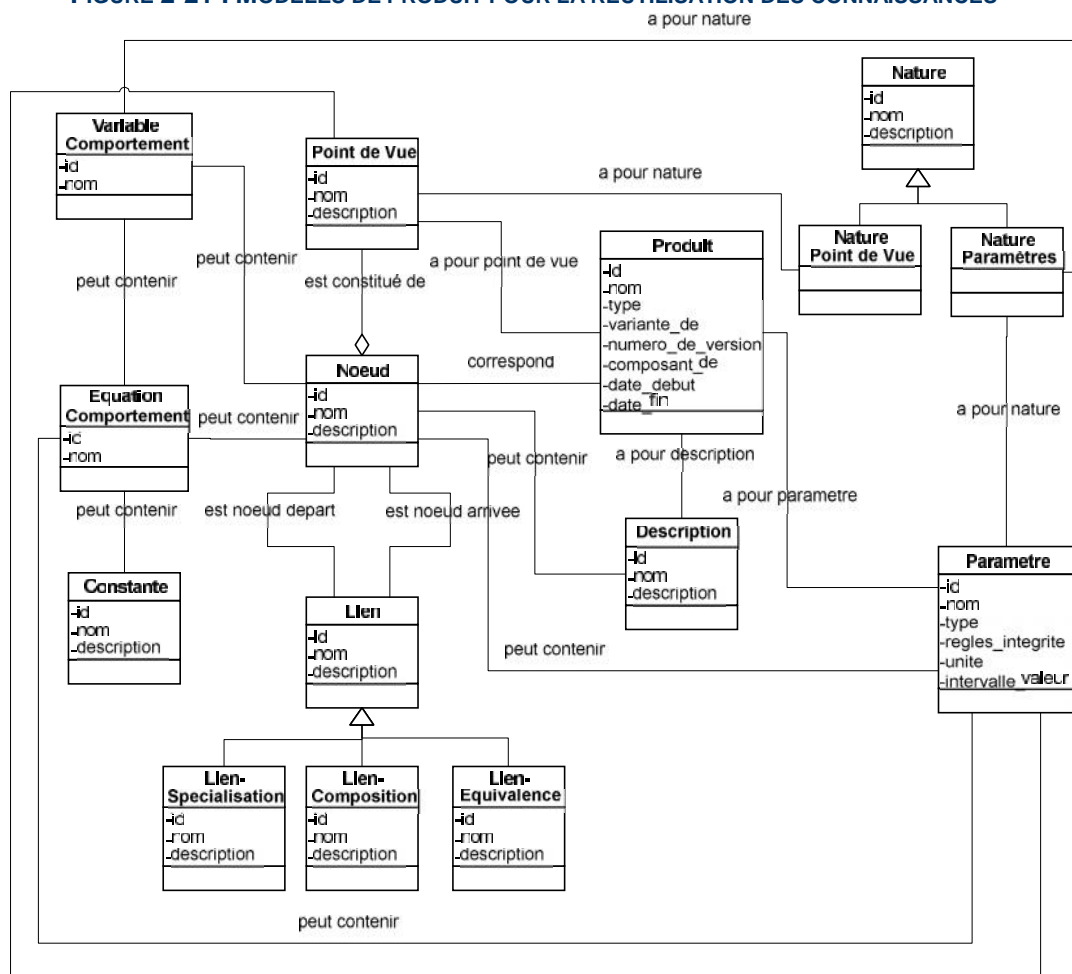 FIGURE 2-21 : MODELES DE PRODUIT POUR LA REUTILISATION DES CONNAISSANCES
a pour nature
Nature
-id
-nom
-description
Variable
Comportement
-id
-nom
Point de Vue
-id
-nom
-description
a pour nature
Nature
Point de Vue
Nature
Paramètres
Produit
-id
-nom
-type
-variante_de
-numero_de_version
-composant_de
-date_debut
-date_fin
peut contenir
a pour point de vue
peut contenir
est constitué de
correspond
Noeud
-id
-nom
-description
Equation
Comportement
-id
-nom
peut contenir
a pour nature
peut contenir
a pour description
peut contenir
est noeud depart
est noeud arrivee
a pour parametre
Description
-id
-nom
-description
Parametre
-id
-nom
-type
-regles_integrite
-unite
-intervalle_valeur
Constante
-id
-nom
-description
Lien
-id
-nom
-description
peut contenir
Lien-
Specialisation
-id
-nom
-description
Lien-
Composition
-id
-nom
-description
Lien-
Equivalence
-id
-nom
-description
peut contenir